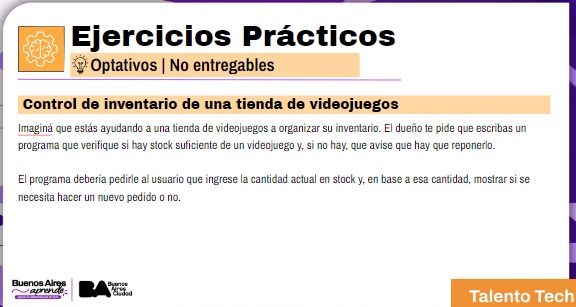 Ejercicios Prácticos
Optativos | No entregables
Control de inventario de una tienda de videojuegos
Imaginá que estás ayudando a una tienda de videojuegos a organizar su inventario. El dueño te pide que escribas un
programa que verifique si hay stock suficiente de un videojuego y, si no hay, que avise que hay que reponerlo.
El programa debería pedirle al usuario que ingrese la cantidad actual en stock y, en base a esa cantidad, mostrar si se
necesita hacer un nuevo pedido o no.
Buenos Aires
aprende
BA
Buenos
Aires
Ciudad
Talento Tech